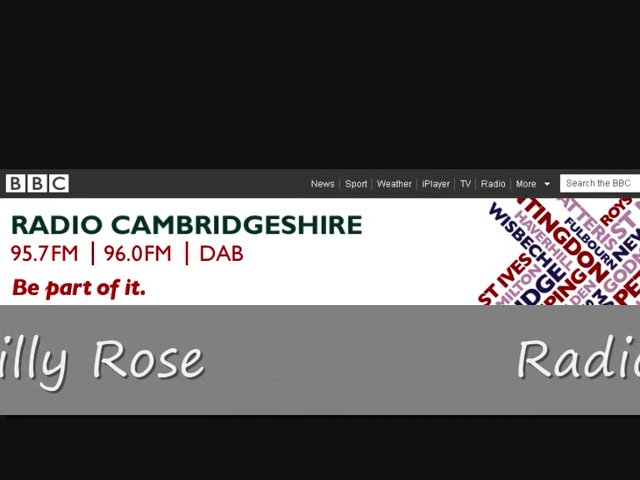 BBC
News Sport Weather iPlayer TV Radio More Search the BBC
RADIO CAMBRIDGESHIRE
95.7FM | 96.0FM | DAB
Be part of it.
WISBECH
HAVERHILL
FULBOURN
ST IVES
illy Rose
Radio